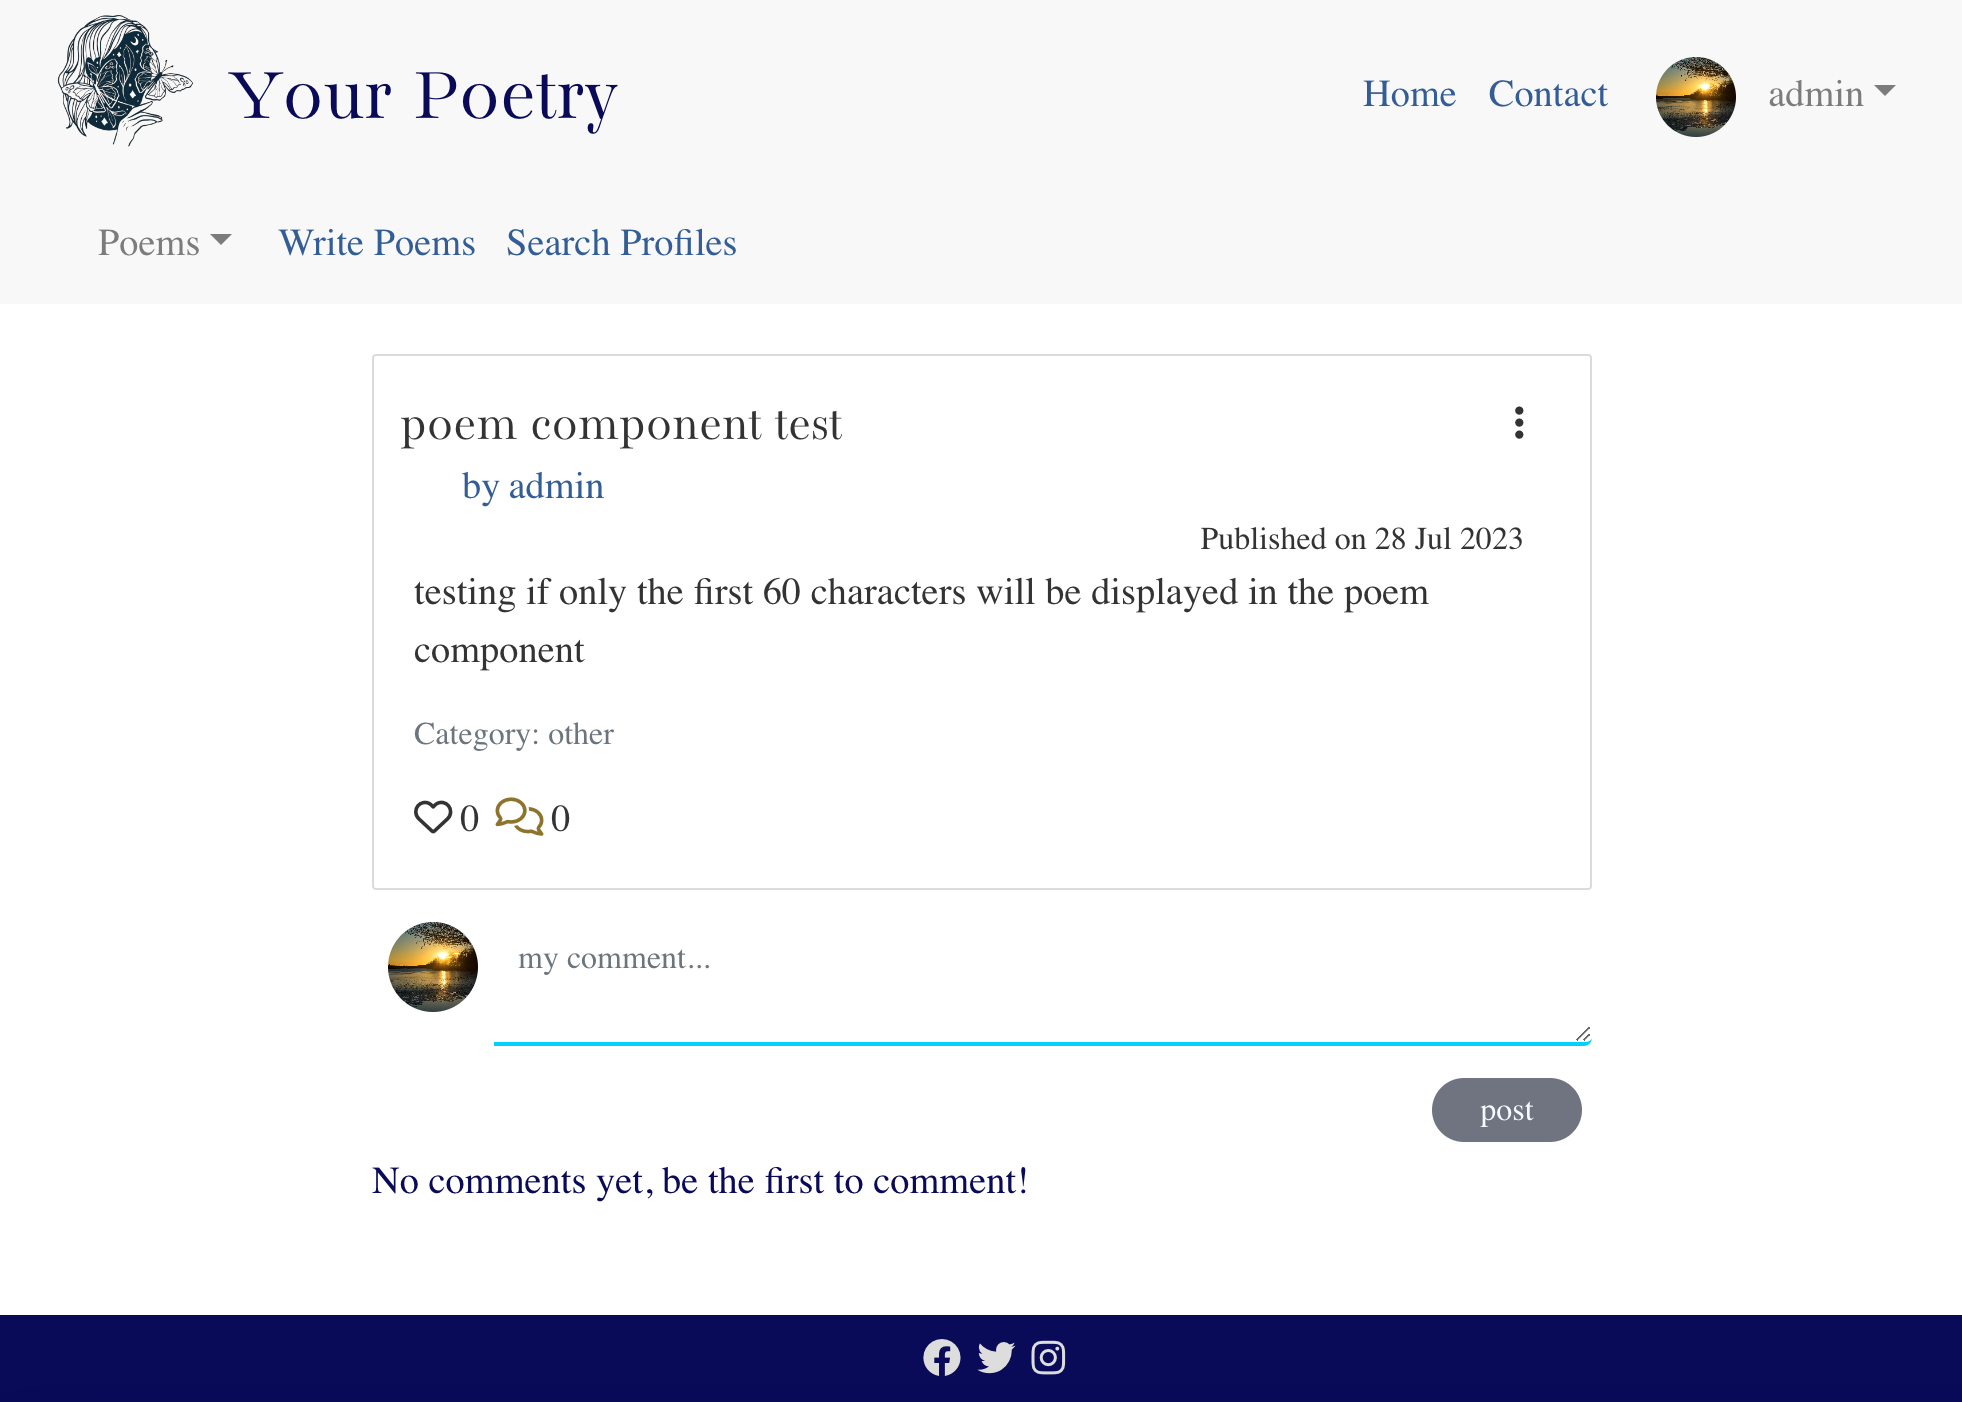 Your Poetry
Home Contact admin
Poems Write Poems Search Profiles
poem component test
by admin
Published on 28 Jul 2023
testing if only the first 60 characters will be displayed in the poem
component
Category: other
0 0
my comment...
post
No comments yet, be the first to comment!